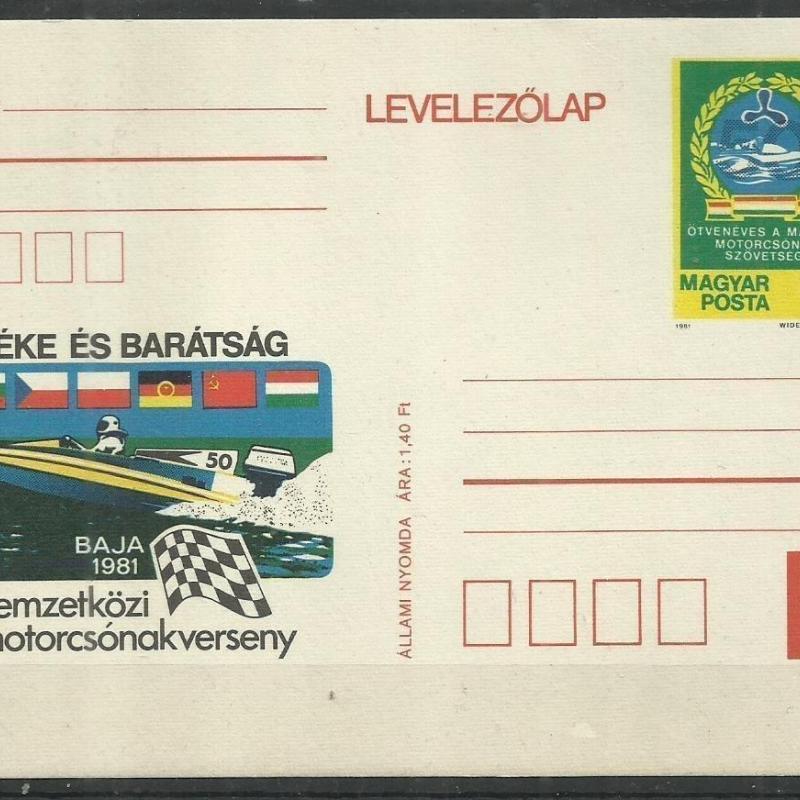 LEVELEZŐLAP
ÖTVENÉVES A
MOTORCSÓN
SZÖVETSÉG
MAGYAR
POSTA
1981
ÉKE ÉS BARÁTSÁG
50
BAJA
1981
emzetközi
otorcsónakverseny
ÁLLAMI NYOMDA ÁRA: 1,40 Ft